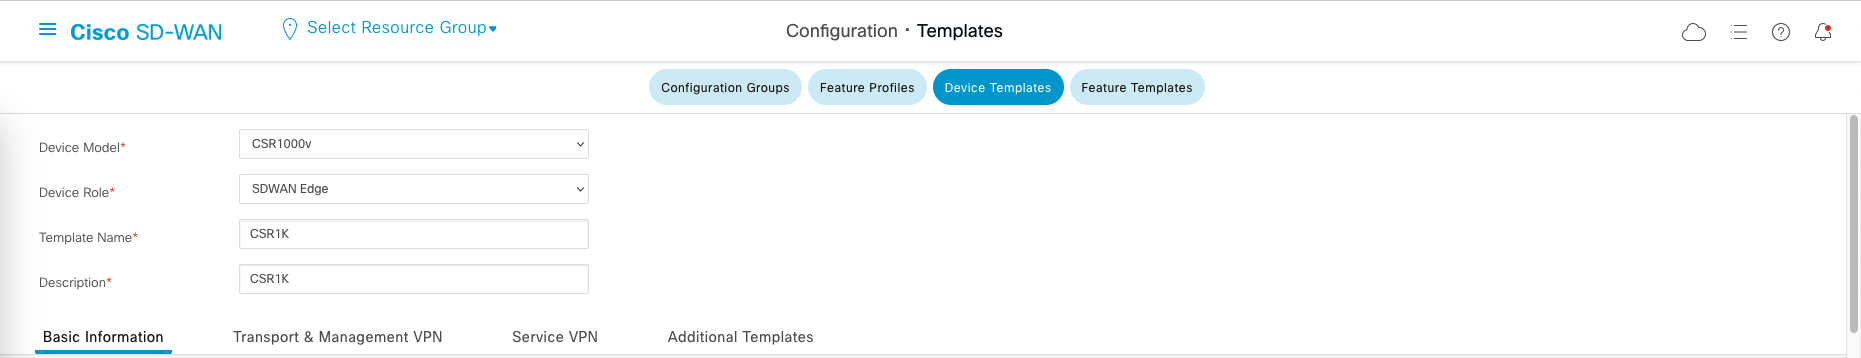 Cisco SD-WAN
Select Resource Group
Configuration · Templates
Configuration Groups
Feature Profiles
Device Templates
Feature Templates
Device Model*
CSR1000v
Device Role*
SDWAN Edge
Template Name*
CSR1K
Description*
CSR1K
Basic Information
Transport & Management VPN
Service VPN
Additional Templates